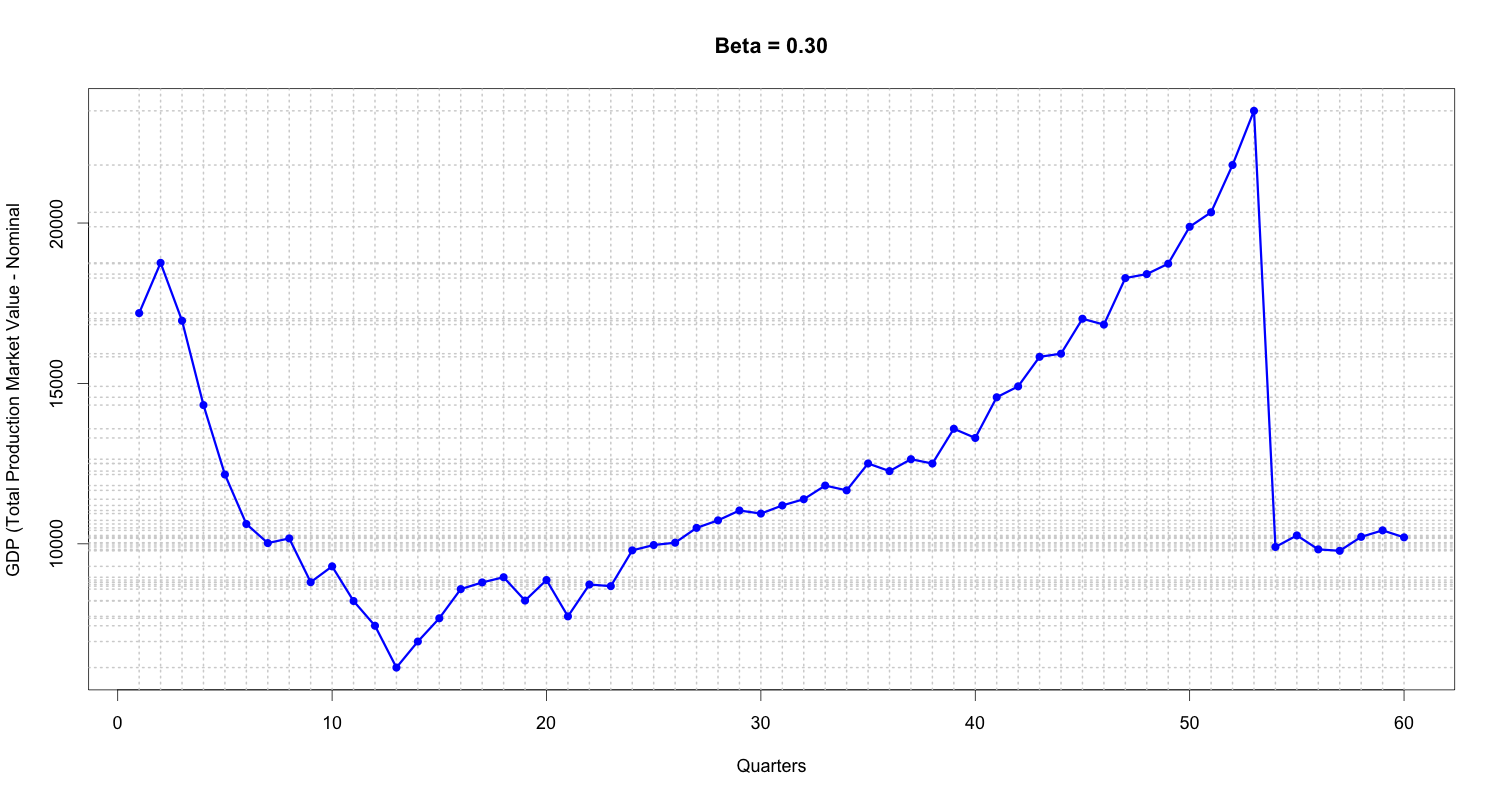 Beta = 0.30
GDP (Total Production Market Value - Nominal
20000
15000
10000
0 10 20 30 40 50 60
Quarters